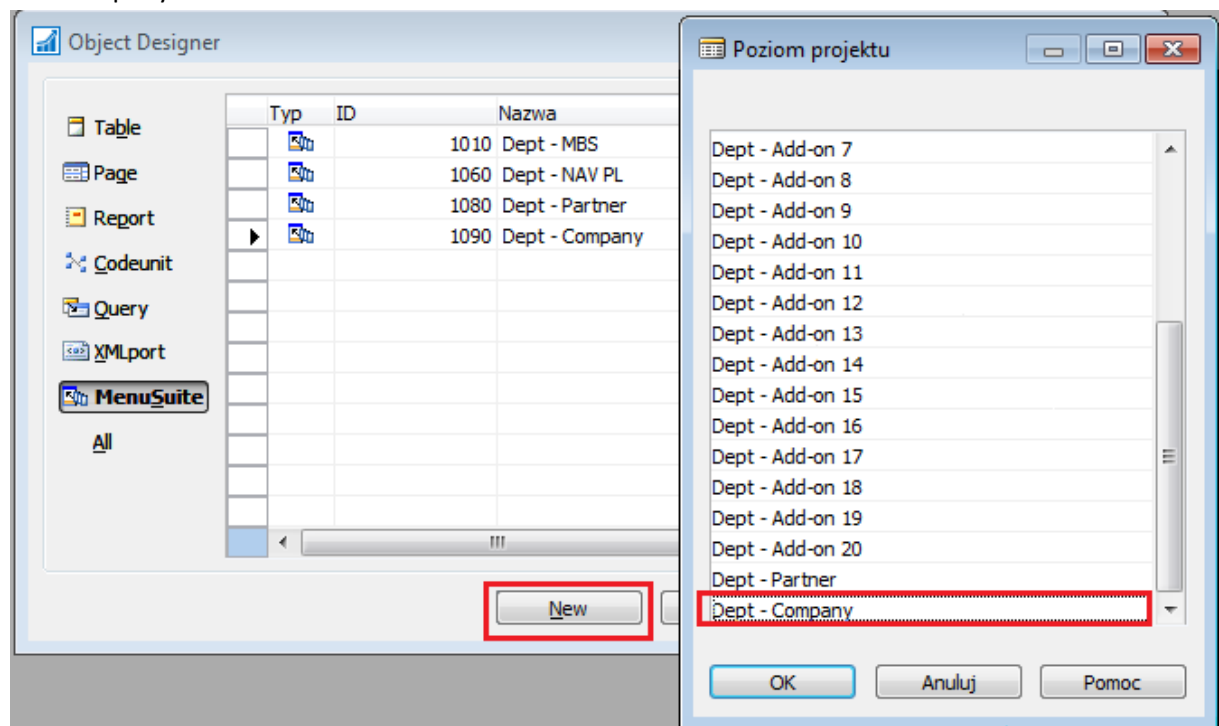 Object Designer
Table
Page
Report
Codeunit
Query
XMLport
MenuSuite
All
Typ ID Nazwa
1010 Dept - MBS
1060 Dept - NAV PL
1080 Dept - Partner
1090 Dept - Company
New
Poziom projektu
Dept - Add-on 7
Dept - Add-on 8
Dept - Add-on 9
Dept - Add-on 10
Dept - Add-on 11
Dept - Add-on 12
Dept - Add-on 13
Dept - Add-on 14
Dept - Add-on 15
Dept - Add-on 16
Dept - Add-on 17
Dept - Add-on 18
Dept - Add-on 19
Dept - Add-on 20
Dept - Partner
Dept - Company
OK Anuluj Pomoc